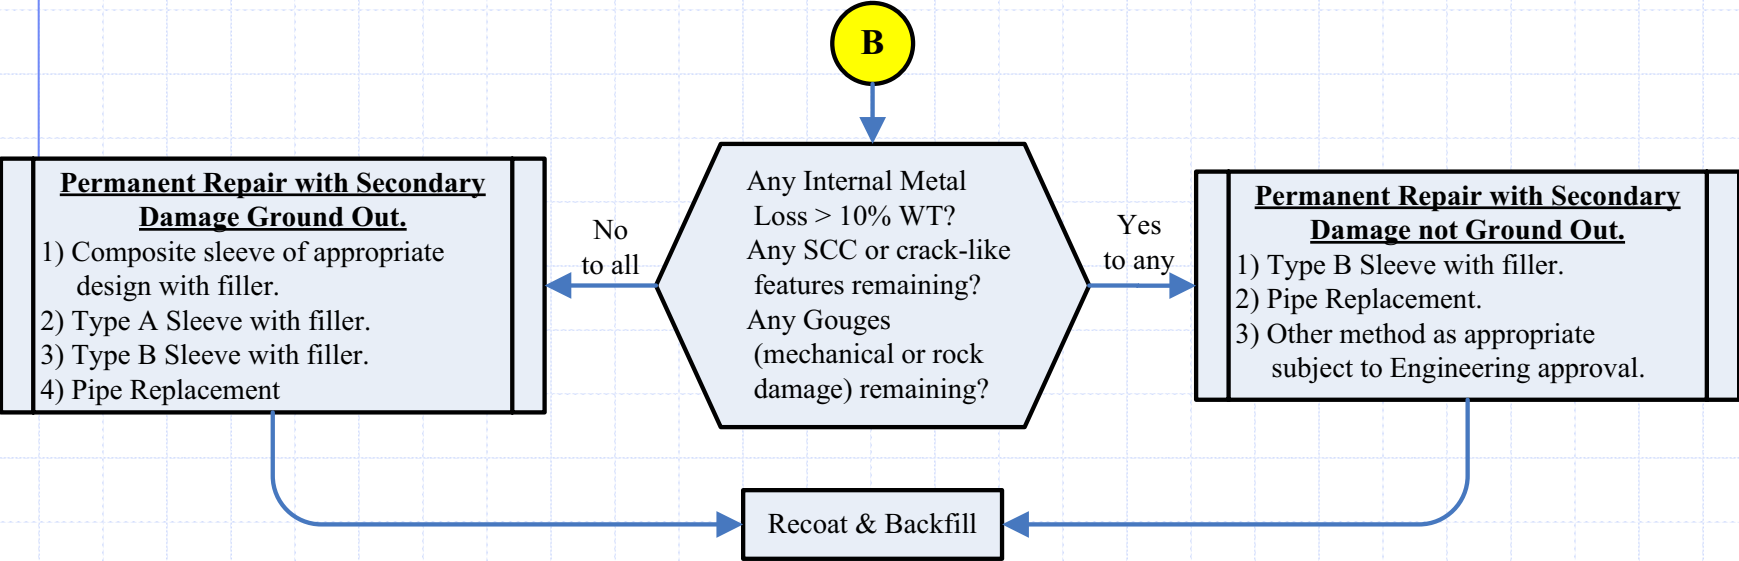 B
Permanent Repair with Secondary
Damage Ground Out.
1) Composite sleeve of appropriate
design with filler.
2) Type A Sleeve with filler.
3) Type B Sleeve with filler.
4) Pipe Replacement
No
to all
Any Internal Metal
Loss > 10% WT?
Any SCC or crack-like
features remaining?
Any Gouges
(mechanical or rock
damage) remaining?
Yes
to any
Permanent Repair with Secondary
Damage not Ground Out.
1) Type B Sleeve with filler.
2) Pipe Replacement.
3) Other method as appropriate
subject to Engineering approval.
Recoat & Backfill